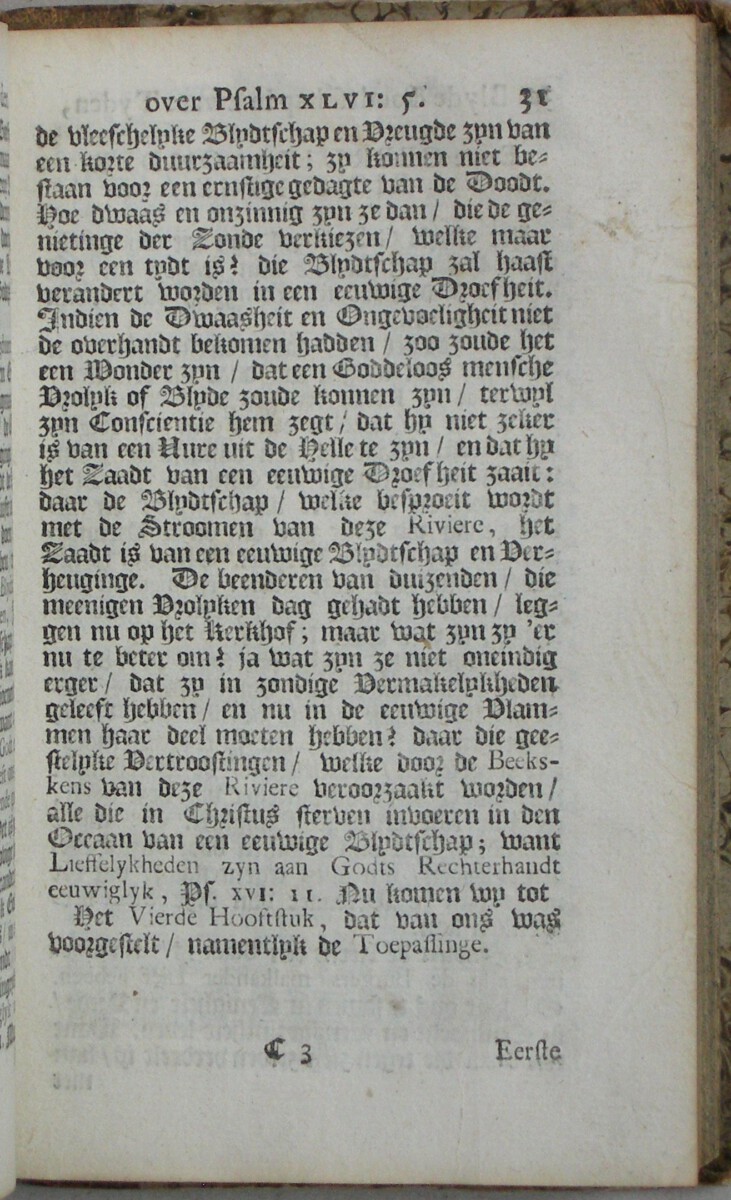 over Psalm XLVI: 5. 31
de vleeschelyke Blydtschap en Vreugde zyn van
een korte duurzaamheit; zy konnen niet be-
staan voor een ernstige gedagte van de Doodt.
Hoe dwaas en onzinnig zyn ze dan / die de ge-
nietinge der Zonde verkiezen / welke maar
voor een tydt is? die Blydtschap zal haast
verandert worden in een eeuwige Droefheit.
Indien de Dwaasheit en Ongevoeligheit niet
de overhandt bekomen hadden / zoo zoude het
een Wonder zyn / dat een Goddeloos mensche
Vrolyk of Blyde zoude konnen zyn / terwyl
zyn Conscientie hem zegt / dat hy niet zeker
is van een Uure uit de Helle te zyn / en dat hy
het Zaadt van een eeuwige Droefheit zaait:
daar de Blydtschap / welke besproeit wordt
met de Stroomen van deze Riviere, het
Zaadt is van een eeuwige Blydtschap en Ver-
heuginge. De beenderen van duizenden / die
meenigen Vrolyken dag gehadt hebben / leg-
gen nu op het Kerkhof; maar wat zyn zy 'er
nu te beter om? ja wat zyn ze niet oneindig
erger / dat zy in zondige Vermakelykheden
geleeft hebben / en nu in de eeuwige Vlam-
men haar deel moeten hebben? daar die gee-
stelyke Vertroostingen / welke door de Beeks-
kens van deze Riviere veroorzaakt worden /
alle die in Christus sterven invoeren in den
Oceaan van een eeuwige Blydtschap; want
Lieffelykheden zyn aan Godts Rechterhandt
eeuwiglyk, Ps. XVI: 11. Nu komen wy tot
Het Vierde Hooftstuk, dat van ons was
voorgestelt / namentlyk de Toepassinge.
C 3 Eerste